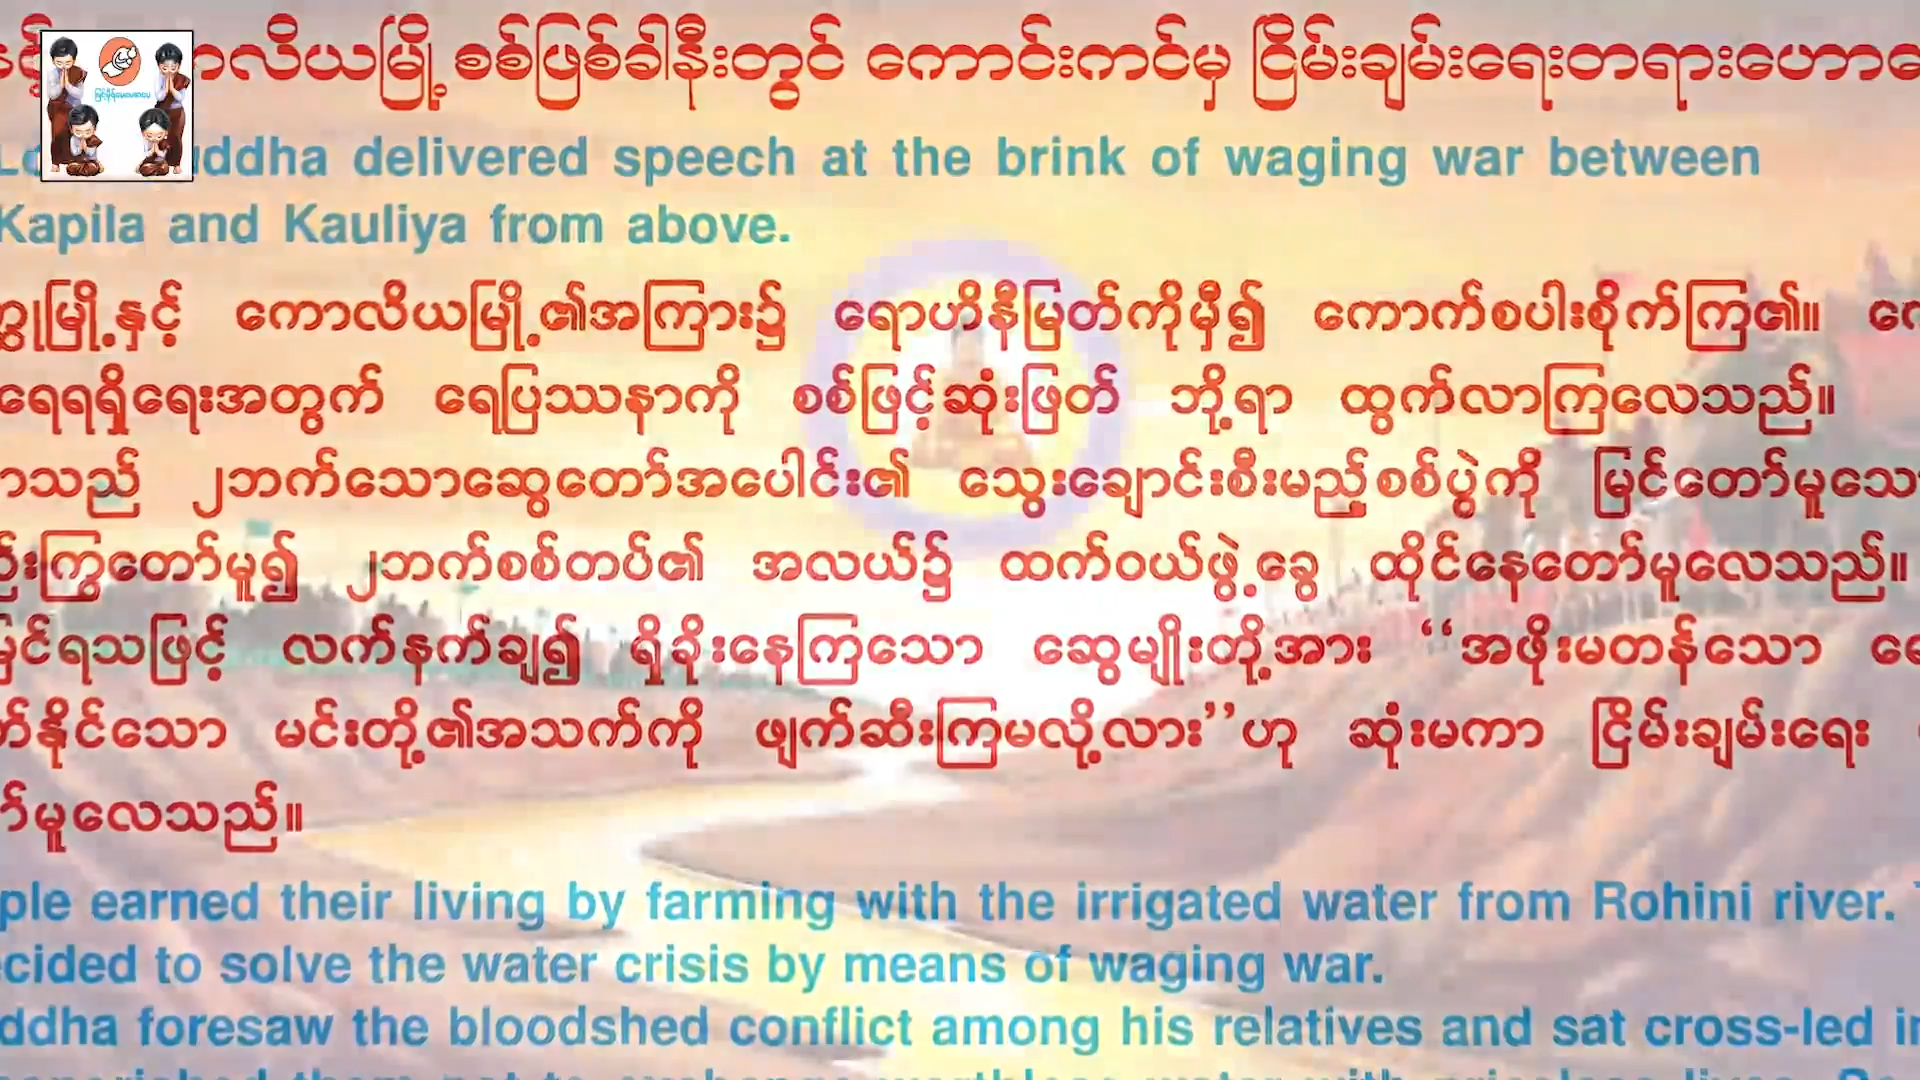 ကောလိယမြို့ စစ်ဖြစ်ခါနီးတွင် ကောင်းကင်မှ ငြိမ်းချမ်းရေးတရားဟော
Buddha delivered speech at the brink of waging war between
Kapila and Kauliya from above.
မြို့နှင့် ကောလိယမြို့၏အကြား၌ ရောဟိနီမြတ်ကိုမှီ၍ ကောက်စပါးစိုက်ကြ၏။
ရေရရှိရေးအတွက် ရေပြဿနာကို စစ်ဖြင့်ဆုံးဖြတ် ဘို့ရာ ထွက်လာကြလေသည်။
သည် ၂ဘက်သောဆွေတော်အပေါင်း၏ သွေးချောင်းစီးမည့်စစ်ပွဲကို မြင်တော်မူသော
ကြွတော်မူ၍ ၂ဘက်စစ်တပ်၏ အလယ်၌ ထက်ဝယ်ဖွဲ့ခွေ ထိုင်နေတော်မူလေသည်။
မြင်ရသဖြင့် လက်နက်ချ၍ ရှိခိုးနေကြသော ဆွေမျိုးတို့အား “အဖိုးမတန်သော
နိုင်သော မင်းတို့၏အသက်ကို ဖျက်ဆီးကြမလို့လား”ဟု ဆုံးမကာ ငြိမ်းချမ်းရေး
မူလေသည်။
ple earned their living by farming with the irrigated water from Rohini river.
cided to solve the water crisis by means of waging war.
ddha foresaw the bloodshed conflict among his relatives and sat cross-led in